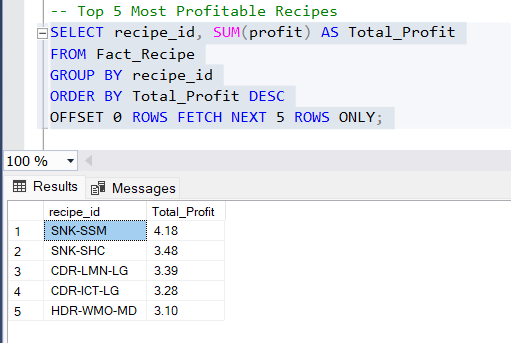 -- Top 5 Most Profitable Recipes
SELECT recipe_id, SUM(profit) AS Total_Profit
FROM Fact_Recipe
GROUP BY recipe_id
ORDER BY Total_Profit DESC
OFFSET 0 ROWS FETCH NEXT 5 ROWS ONLY;
100 %
Results Messages
recipe_id Total_Profit
1 SNK-SSM 4.18
2 SNK-SHC 3.48
3 CDR-LMN-LG 3.39
4 CDR-ICT-LG 3.28
5 HDR-WMO-MD 3.10